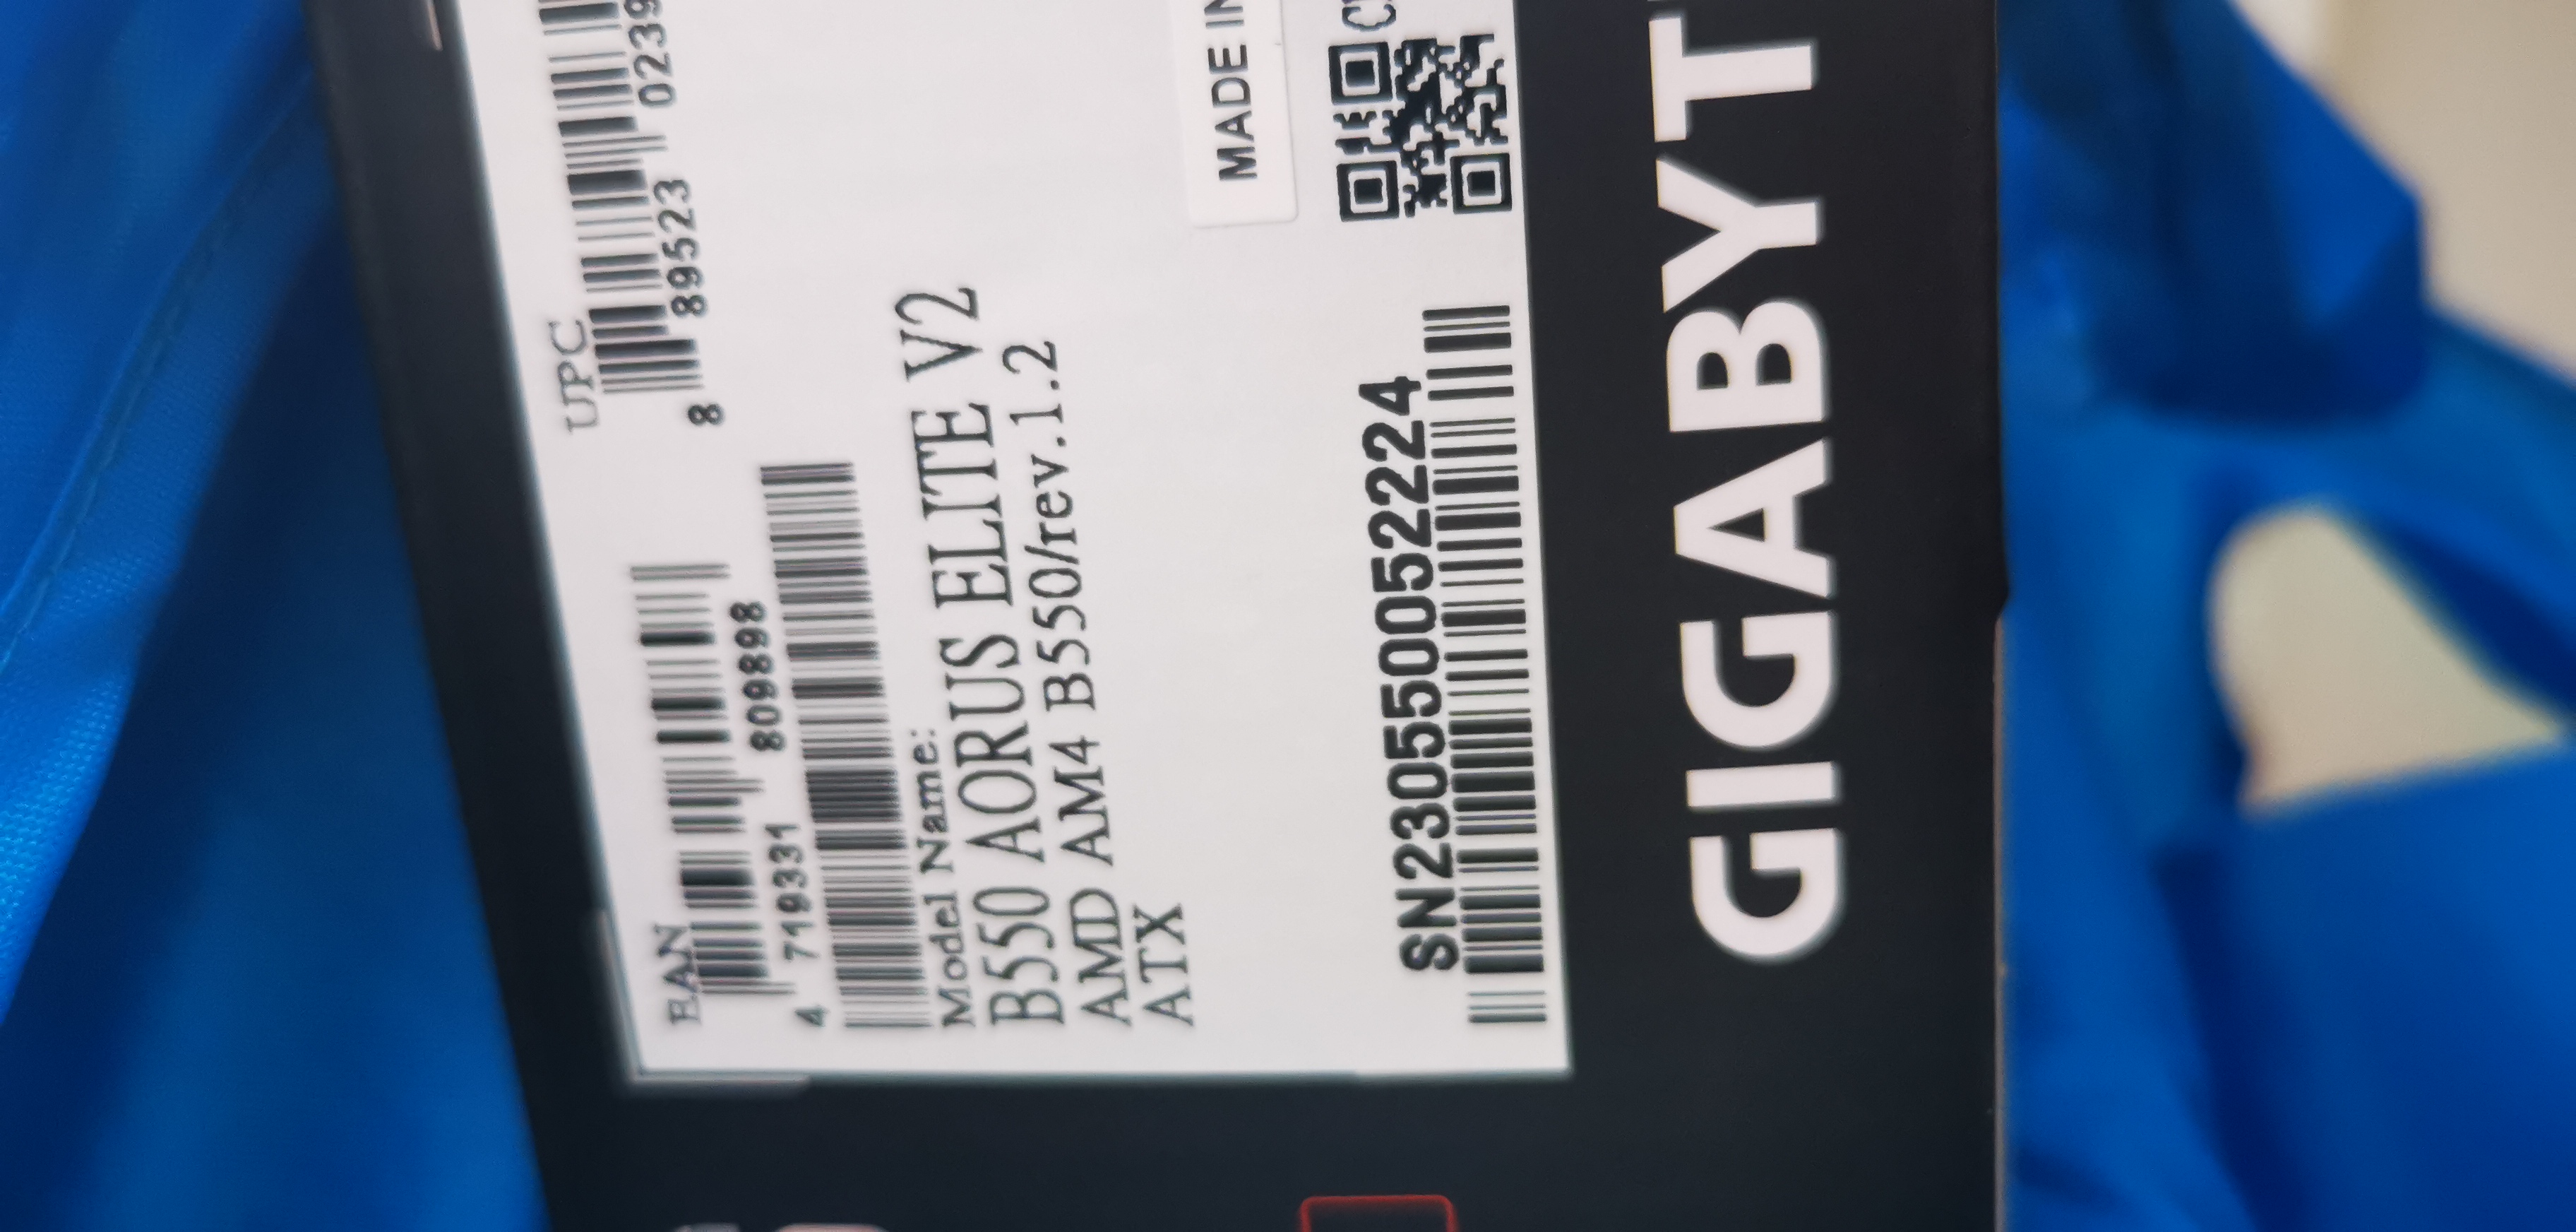 EAN
4 719331 809898
UPC
8 89523 0239
Model Name:
B550 AORUS ELITE V2
AMD AM4 B550/rev.1.2
ATX
MADE IN
SN230550052224
GIGABYT